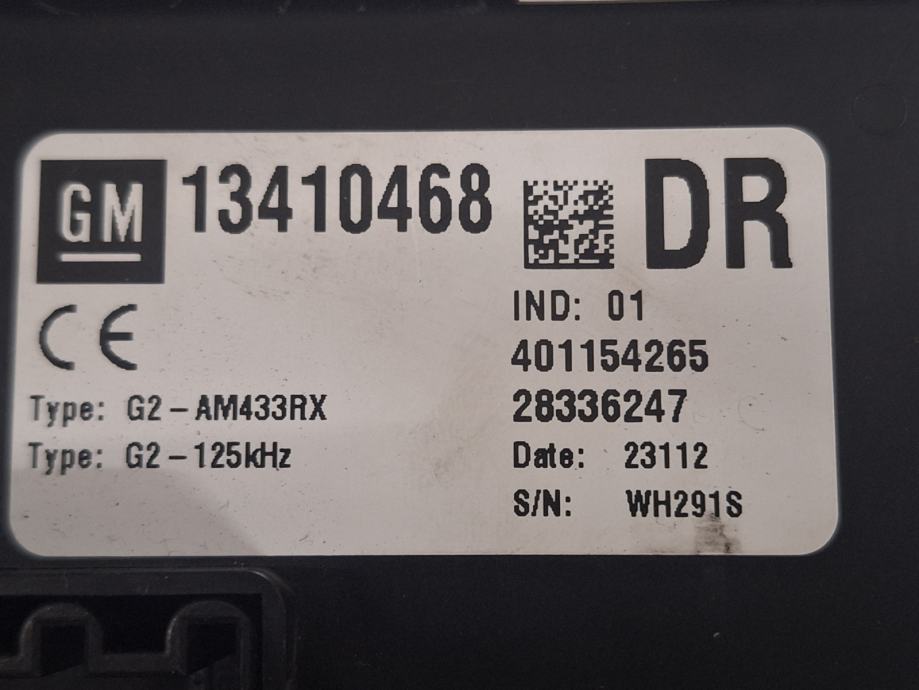 GM 13410468 DR
CE
IND: 01
401154265
Type: G2-AM433RX
28336247
Type: G2-125kHz
Date: 23112
S/N: WH291S